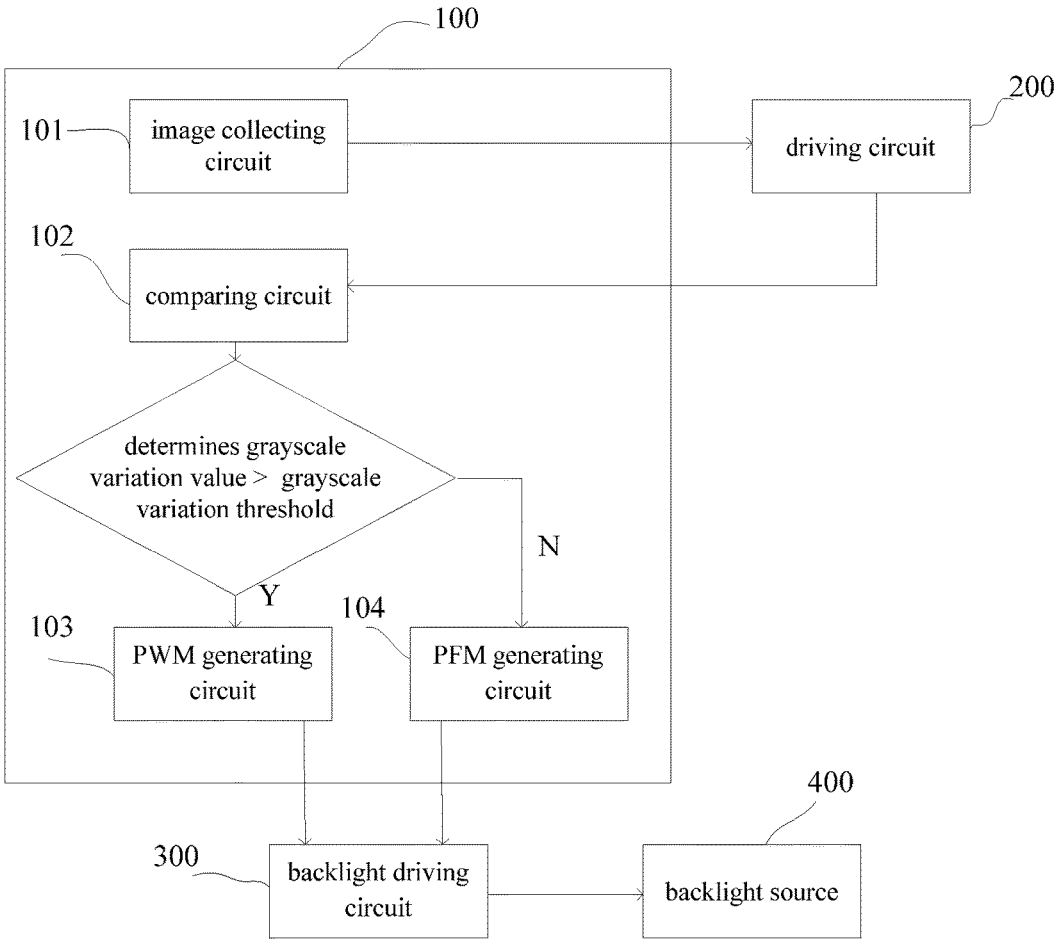 100
200
101
image collecting
circuit
driving circuit
102
comparing circuit
determines grayscale
variation value > grayscale
variation threshold
N
Y
103
104
PWM generating
circuit
PFM generating
circuit
400
300
backlight driving
circuit
backlight source